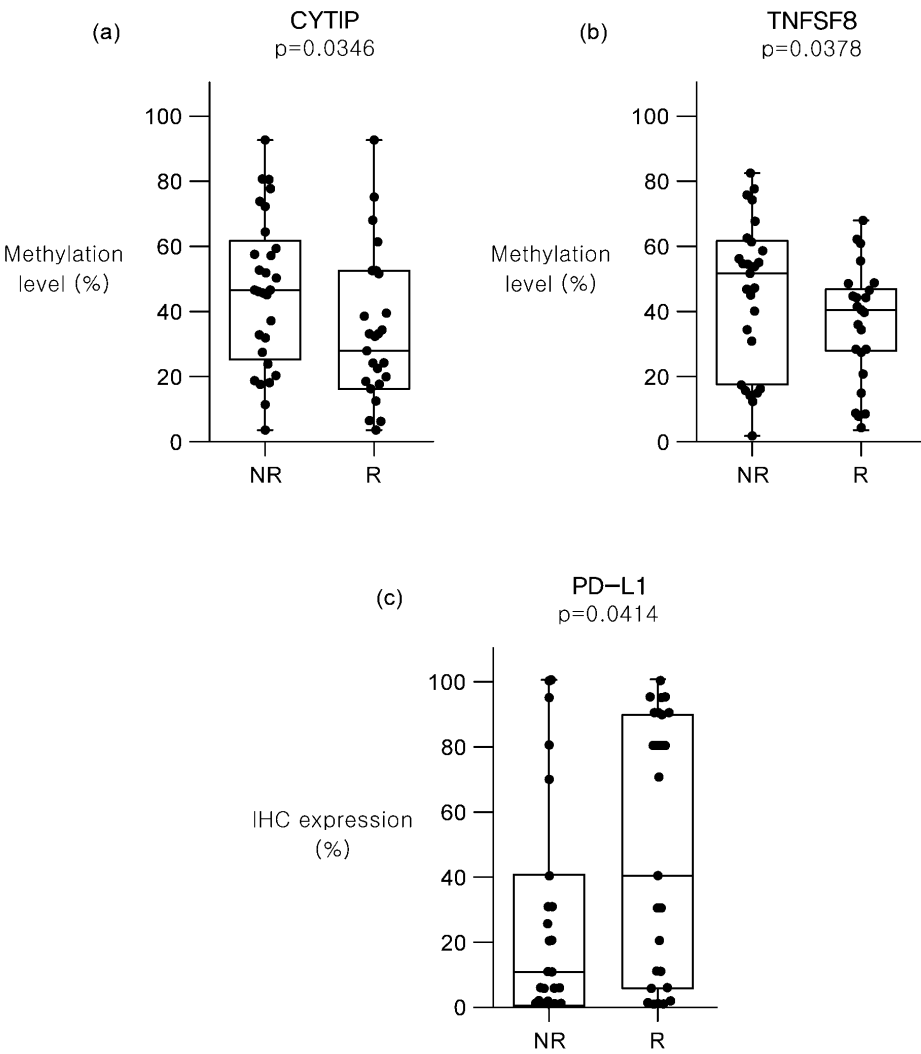 (a)
CYTIP
p=0.0346
100
80
60
40
20
0
Methylation
level (%)
NR R
(b)
TNFSF8
p=0.0378
100
80
60
40
20
0
Methylation
level (%)
NR R
(c)
PD-L1
p=0.0414
100
80
60
40
20
0
IHC expression
(%)
NR R